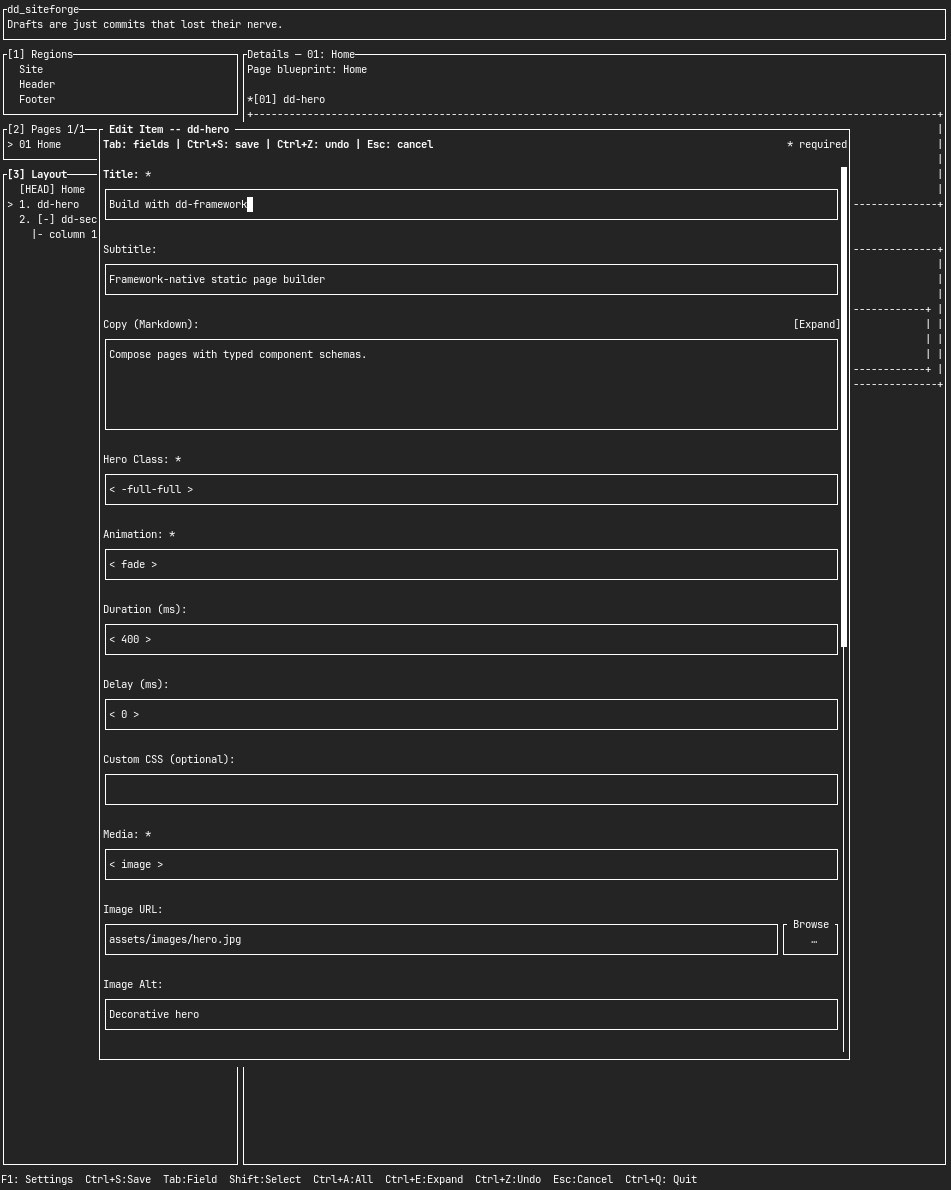 dd_siteforge
Drafts are just commits that lost their nerve.
[1] Regions
Site
Header
Footer
Details — 01: Home
Page blueprint: Home
*[01] dd-hero
[2] Pages 1/1
> 01 Home
[3] Layout
[HEAD] Home
> 1. dd-hero
2. [-] dd-sec
|- column 1
Edit Item -- dd-hero
Tab: fields | Ctrl+S: save | Ctrl+Z: undo | Esc: cancel * required
Title: *
Build with dd-framework
Subtitle:
Framework-native static page builder
Copy (Markdown): [Expand]
Compose pages with typed component schemas.
Hero Class: *
< -full-full >
Animation: *
< fade >
Duration (ms):
< 400 >
Delay (ms):
< 0 >
Custom CSS (optional):
Media: *
< image >
Image URL:
Browse
assets/images/hero.jpg …
Image Alt:
Decorative hero
F1: Settings Ctrl+S:Save Tab:Field Shift:Select Ctrl+A:All Ctrl+E:Expand Ctrl+Z:Undo Esc:Cancel Ctrl+Q: Quit